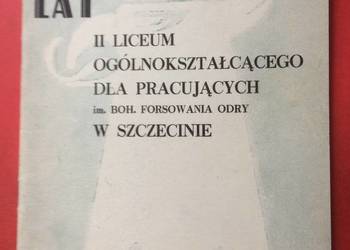 LAT
II LICEUM
OGÓLNOKSZTAŁCĄCEGO
DLA PRACUJĄCYCH
im. BOH. FORSOWANIA ODRY
W SZCZECINIE